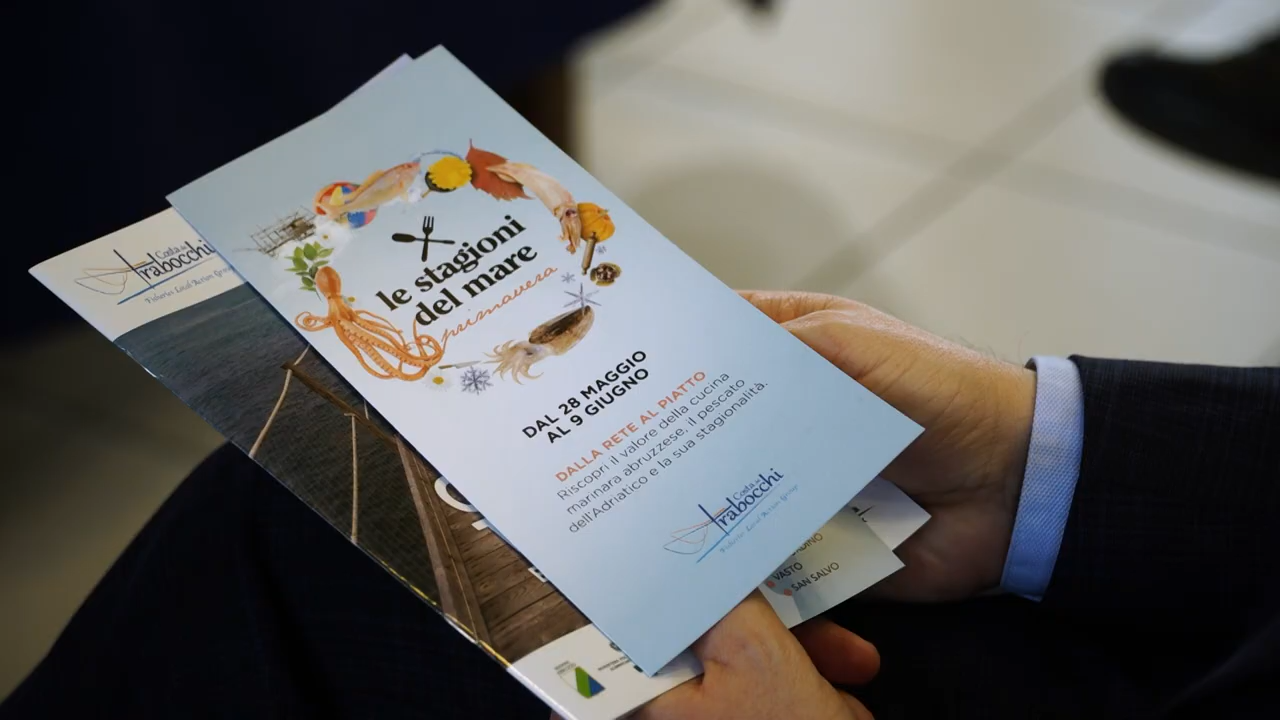 le stagioni
del mare
primavera
DAL 28 MAGGIO
AL 9 GIUGNO
DALLA RETE AL PIATTO
Riscopri il valore della cucina
marinara abruzzese, il pescato
dell'Adriatico e la sua stagionalità.
Costa dei
trabocchi
Fisheries Local Action Group
Costa dei
trabocchi
Fisheries Local Action Group
VASTO
SAN SALVO